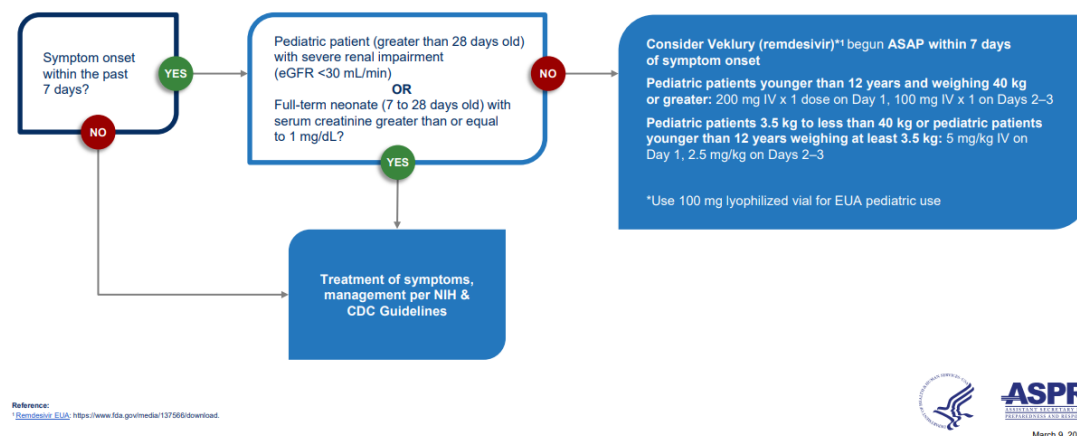 Symptom onset
within the past
7 days?
YES
NO
Pediatric patient (greater than 28 days old)
with severe renal impairment
(eGFR <30 mL/min)
OR
Full-term neonate (7 to 28 days old) with
serum creatinine greater than or equal
to 1 mg/dL?
NO
YES
Consider Veklury (remdesivir)*¹ begun ASAP within 7 days
of symptom onset
Pediatric patients younger than 12 years and weighing 40 kg
or greater: 200 mg IV x 1 dose on Day 1, 100 mg IV x 1 on Days 2–3
Pediatric patients 3.5 kg to less than 40 kg or pediatric patients
younger than 12 years weighing at least 3.5 kg: 5 mg/kg IV on
Day 1, 2.5 mg/kg on Days 2–3
*Use 100 mg lyophilized vial for EUA pediatric use
Treatment of symptoms,
management per NIH &
CDC Guidelines
Reference:
¹ Remdesivir EUA: https://www.fda.gov/media/137566/download.
ASPR
ASSISTANT SECRETARY
PREPAREDNESS AND
March 9, 20